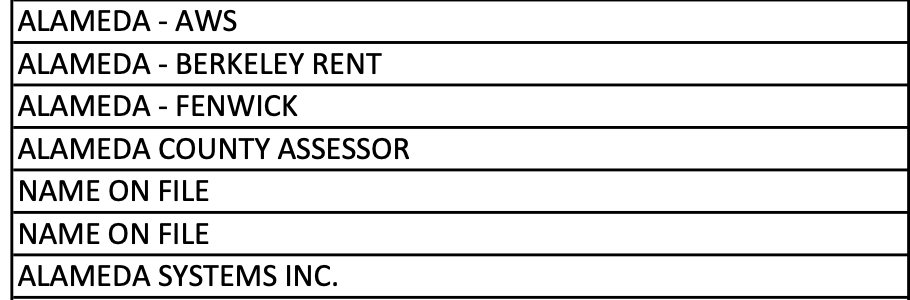 ALAMEDA - AWS
ALAMEDA - BERKELEY RENT
ALAMEDA - FENWICK
ALAMEDA COUNTY ASSESSOR
NAME ON FILE
NAME ON FILE
ALAMEDA SYSTEMS INC.